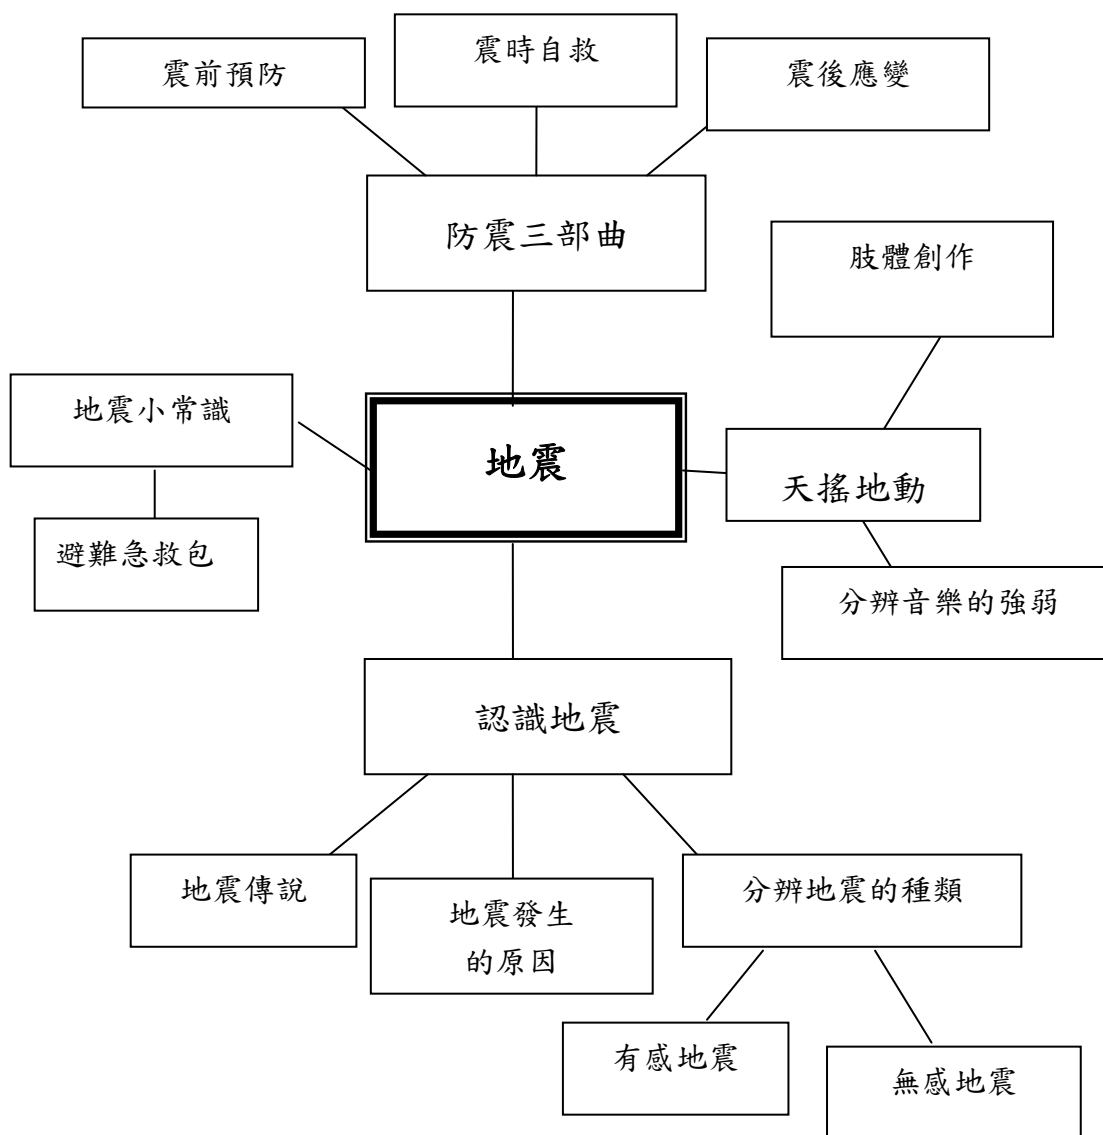 震前預防
震時自救
震後應變
防震三部曲
肢體創作
地震小常識
地震
天搖地動
避難急救包
分辨音樂的強弱
認識地震
地震傳說
地震發生
的原因
分辨地震的種類
有感地震
無感地震